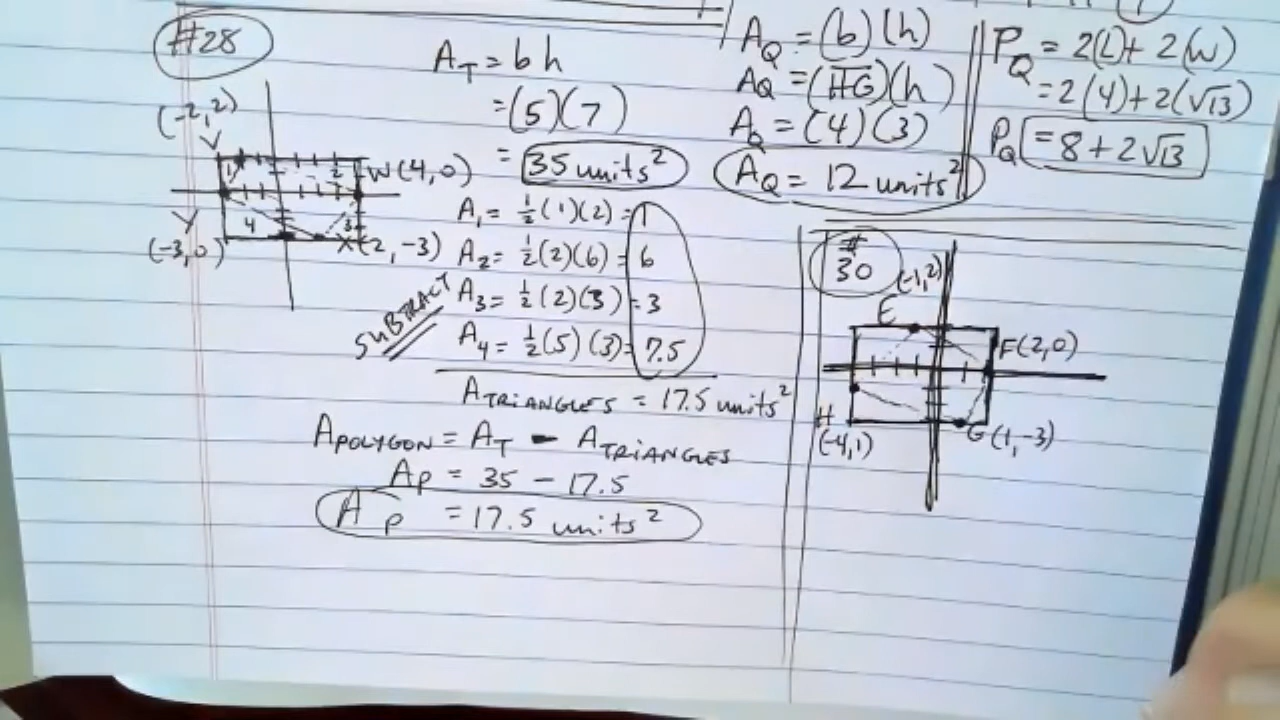 #28
A_T = bh
= (5)(7)
= 35 units²
(-2, 2)
W(4, 0)
(-3, 0)
X(2, -3)
1
2
3
4
A₁ = ½(1)(2) = 1
A₂ = ½(2)(6) = 6
A₃ = ½(2)(3) = 3
A₄ = ½(5)(3) = 7.5
SUBTRACT
A_TRIANGLES = 17.5 units²
A_POLYGON = A_T - A_TRIANGLES
A_P = 35 - 17.5
A_P = 17.5 units²
A_Q = (b)(h)
A_Q = (HG)(h)
A_Q = (4)(3)
A_Q = 12 units²
P_Q = 2(L) + 2(W)
= 2(4) + 2(√13)
P_Q = 8 + 2√13
# 30
(-1, 2)
E
F(2, 0)
H
(-4, 1)
G(1, -3)